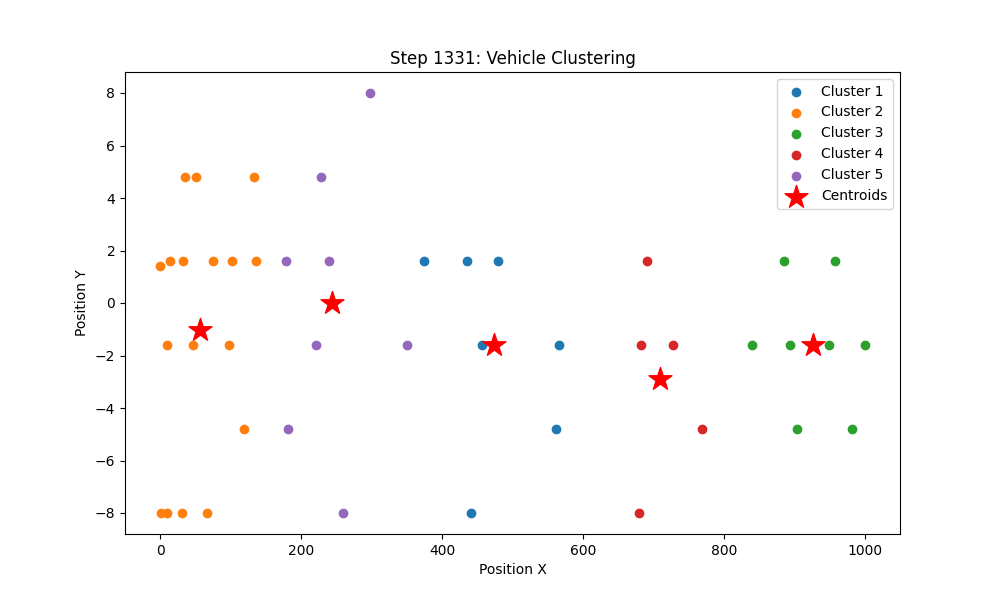 Step 1331: Vehicle Clustering
Position Y
8
6
4
2
0
−2
−4
−6
−8
0
200
400
600
800
1000
Position X
Cluster 1
Cluster 2
Cluster 3
Cluster 4
Cluster 5
Centroids